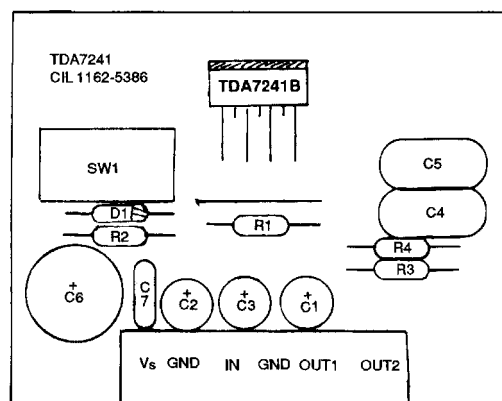 TDA7241
CIL 1162-5386
TDA7241B
SW1
C5
D1
C4
R2
R1
R4
R3
+
C6
C
7
+
C2
+
C3
+
C1
Vs GND IN GND OUT1 OUT2